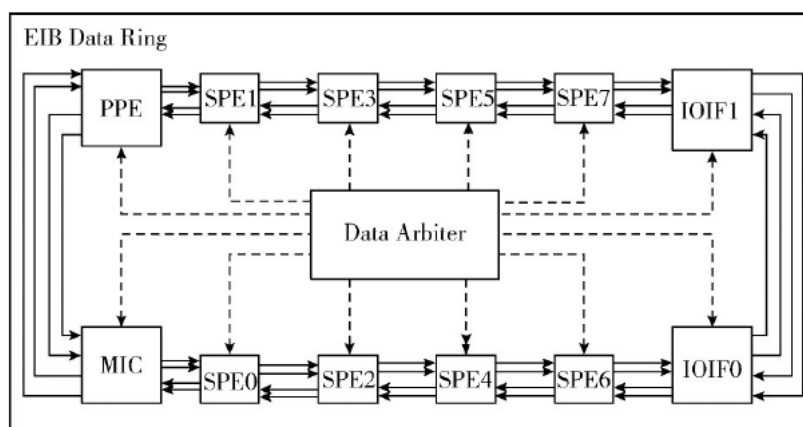 EIB Data Ring
PPE
SPE1
SPE3
SPE5
SPE7
IOIF1
Data Arbiter
MIC
SPE0
SPE2
SPE4
SPE6
IOIF0